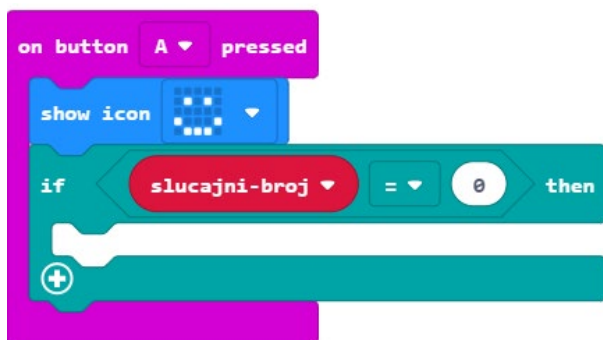 on button A pressed
show icon
if slucajni-broj = 0 then